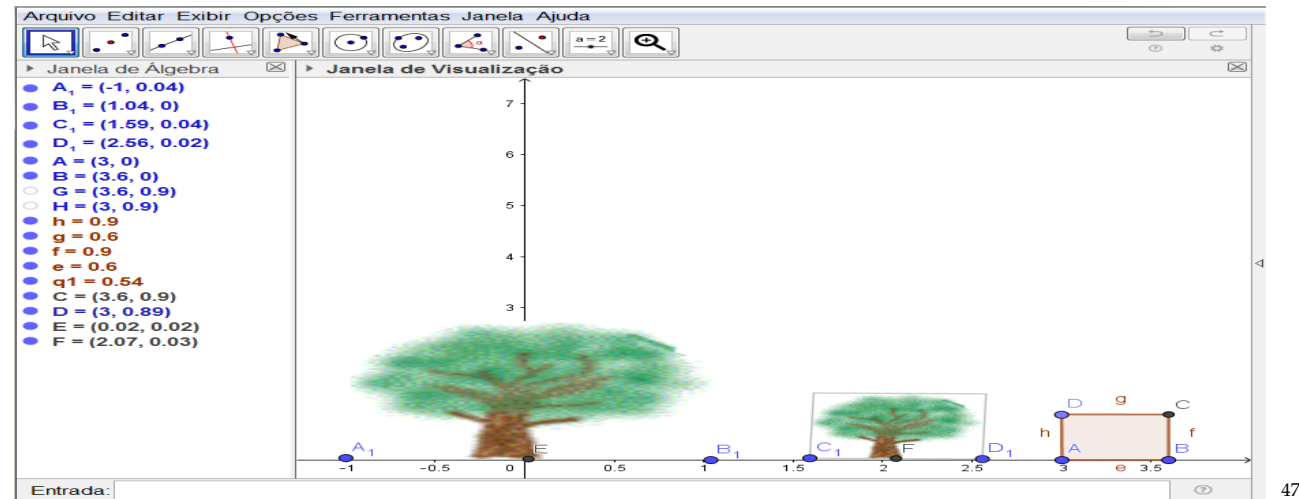 Arquivo Editar Exibir Opções Ferramentas Janela Ajuda
a = 2
Janela de Álgebra
Janela de Visualização
A₁ = (-1, 0.04)
B₁ = (1.04, 0)
C₁ = (1.59, 0.04)
D₁ = (2.56, 0.02)
A = (3, 0)
B = (3.6, 0)
G = (3.6, 0.9)
H = (3, 0.9)
h = 0.9
g = 0.6
f = 0.9
e = 0.6
q1 = 0.54
C = (3.6, 0.9)
D = (3, 0.89)
E = (0.02, 0.02)
F = (2.07, 0.03)
7
6
5
4
3
D g C
h f
A₁ E B₁ C₁ F D₁ A B
-1 -0.5 0 0.5 1 1.5 2 2.5 3 e 3.5
Entrada:
47